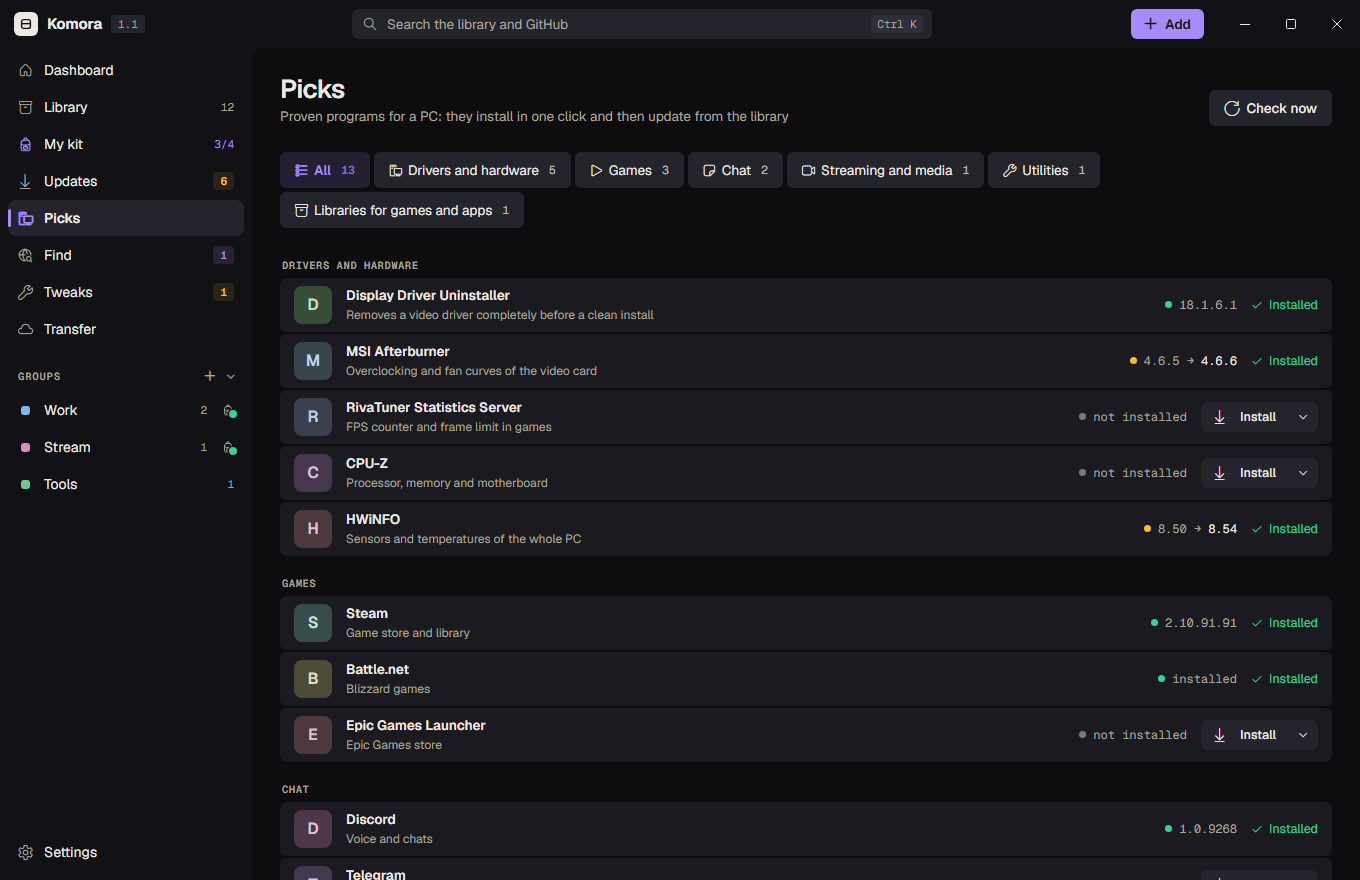 Komora 1.1
Search the library and GitHub Ctrl K
Add
Dashboard
Library 12
My kit 3/4
Updates 6
Picks
Find 1
Tweaks 1
Transfer
GROUPS
Work 2
Stream 1
Tools 1
Settings
Picks
Proven programs for a PC: they install in one click and then update from the library
Check now
All 13
Drivers and hardware 5
Games 3
Chat 2
Streaming and media 1
Utilities 1
Libraries for games and apps 1
DRIVERS AND HARDWARE
D
Display Driver Uninstaller
Removes a video driver completely before a clean install
18.1.6.1 Installed
M
MSI Afterburner
Overclocking and fan curves of the video card
4.6.5 → 4.6.6 Installed
R
RivaTuner Statistics Server
FPS counter and frame limit in games
not installed Install
C
CPU-Z
Processor, memory and motherboard
not installed Install
H
HWiNFO
Sensors and temperatures of the whole PC
8.50 → 8.54 Installed
GAMES
S
Steam
Game store and library
2.10.91.91 Installed
B
Battle.net
Blizzard games
installed Installed
E
Epic Games Launcher
Epic Games store
not installed Install
CHAT
D
Discord
Voice and chats
1.0.9268 Installed
Telegram